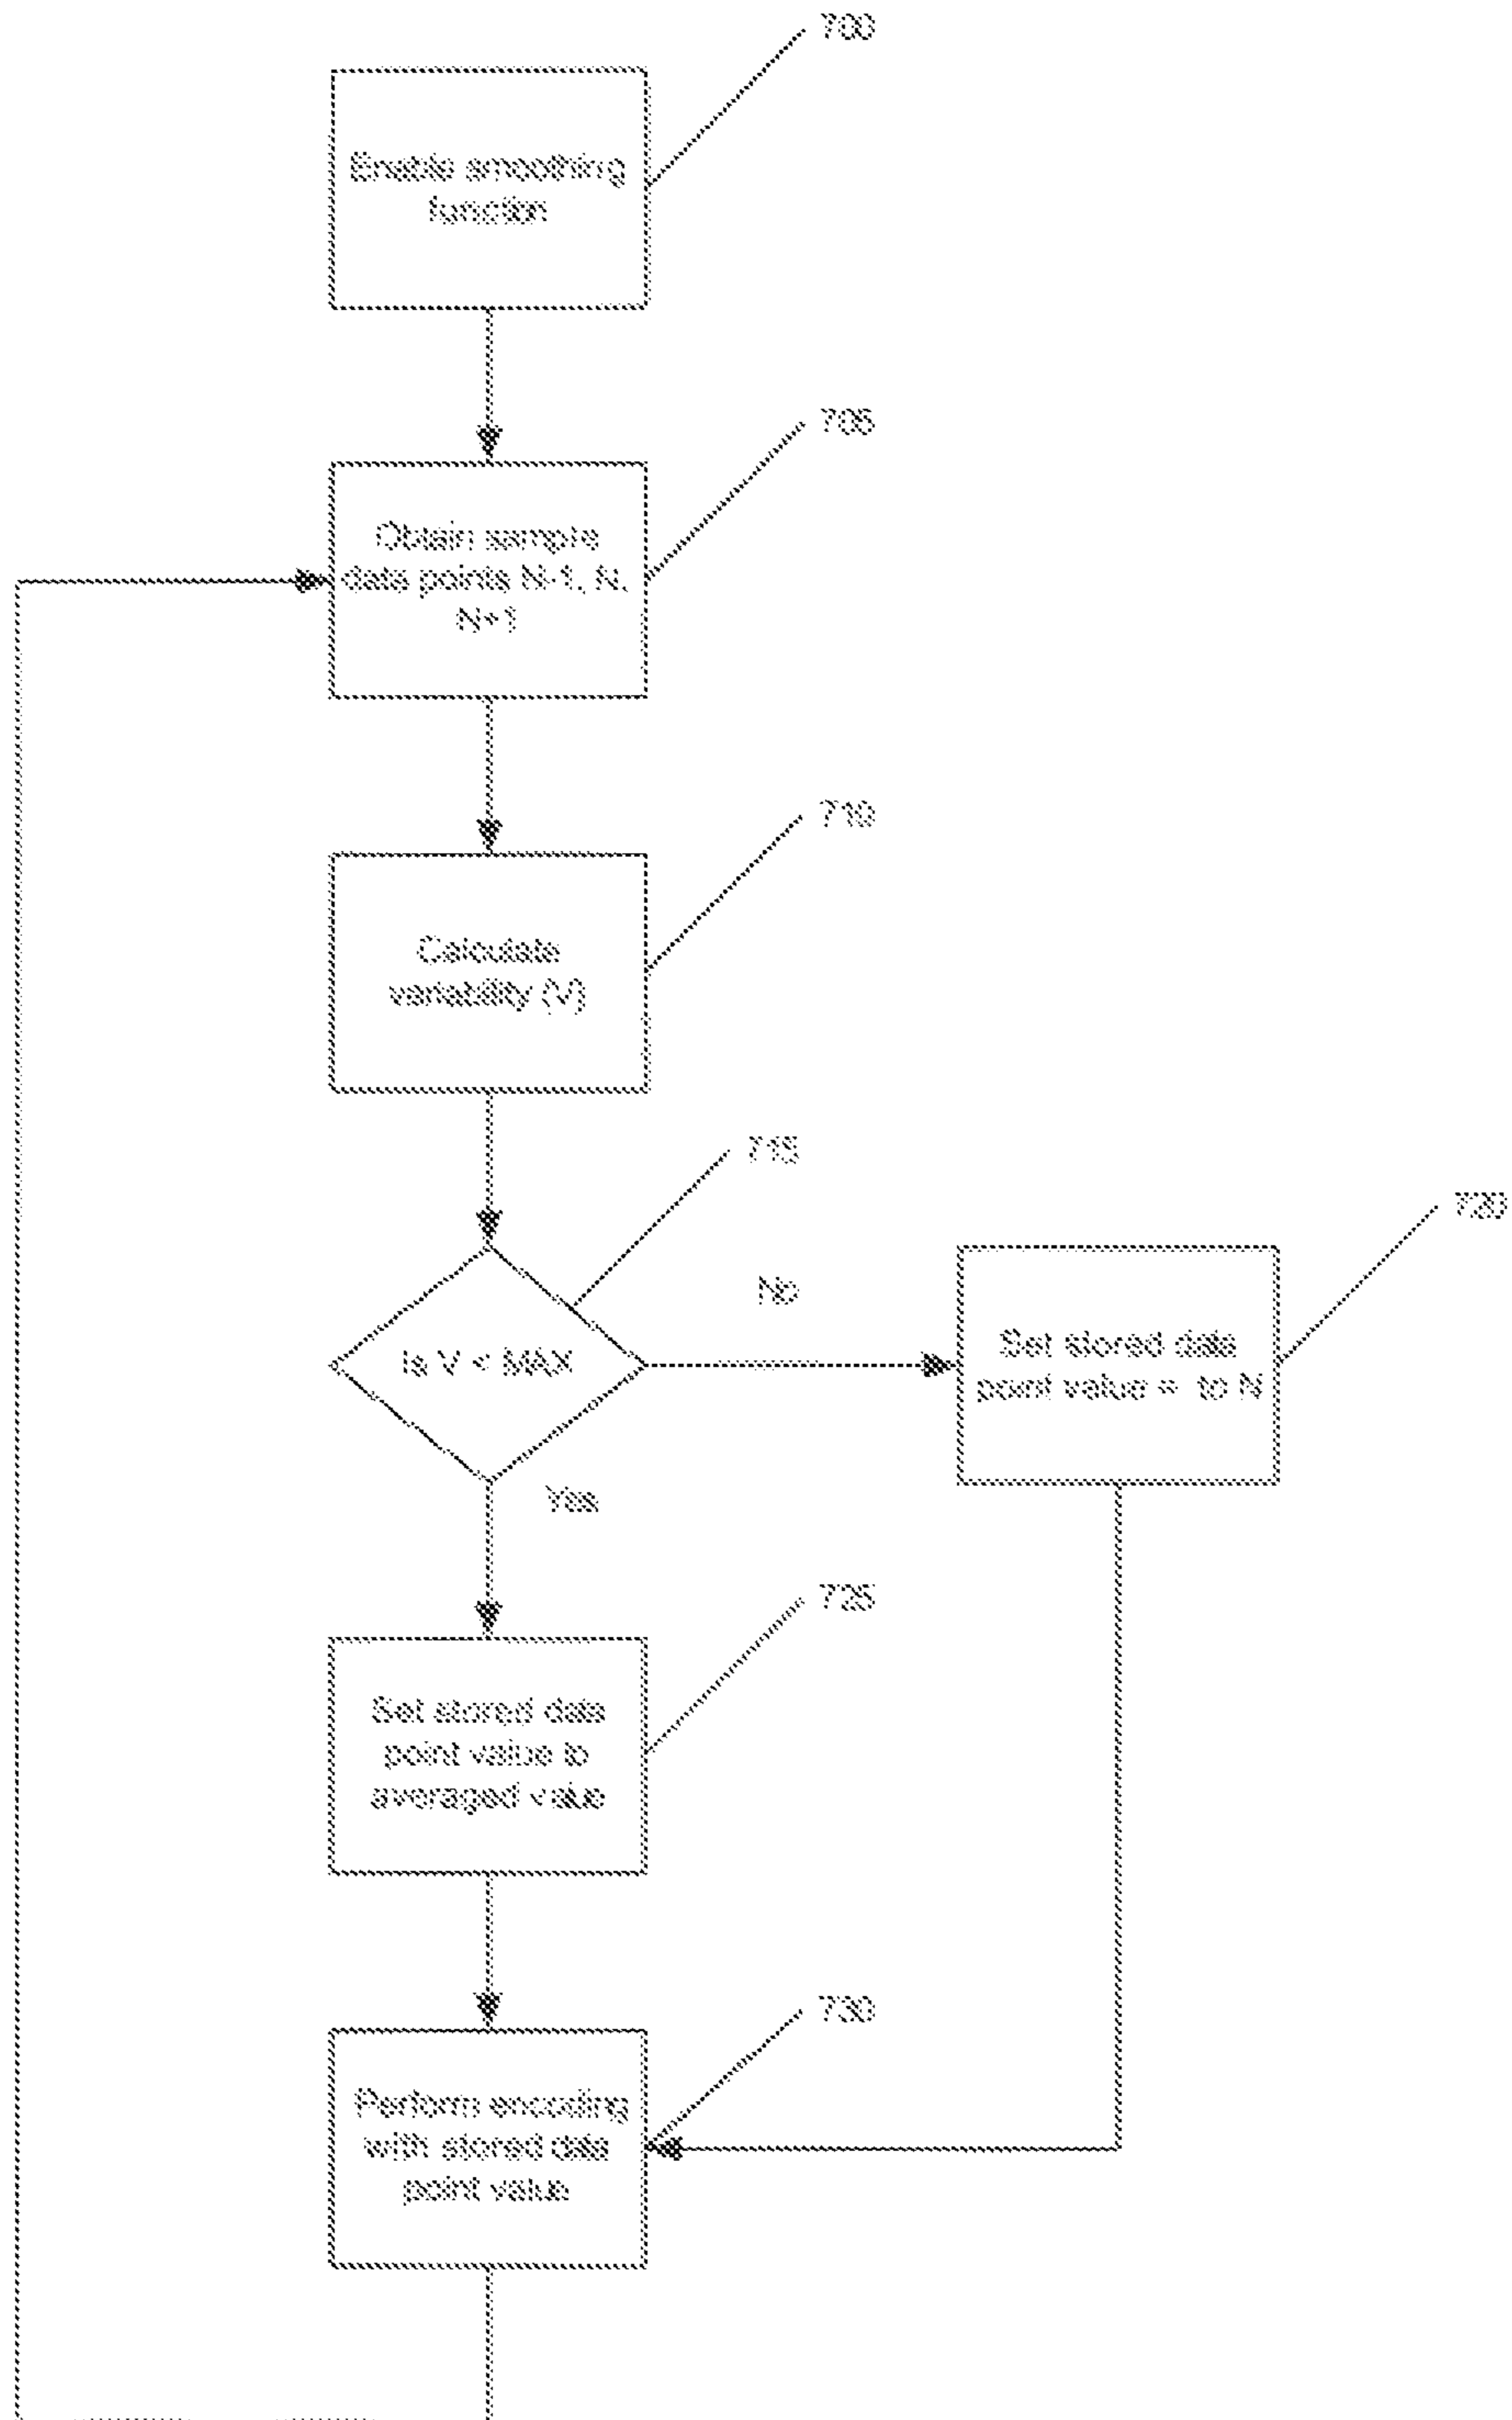 700
Enable smoothing
function
705
Obtain sample
data points N-1, N,
N+1
710
Calculate
variability (V)
715
720
No
Is V < MAX
Set stored data
point value = to N
Yes
725
Set stored data
point value to
averaged value
730
Perform encoding
with stored data
point value